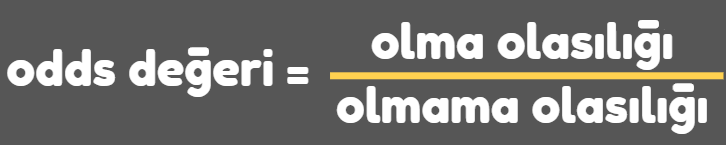 odds değeri = olma olasılığı
olmama olasılığı